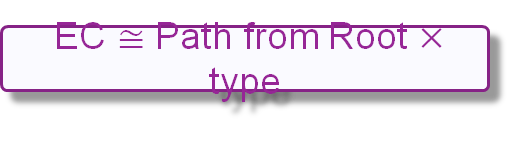 EC ≅ Path from Root ×
type